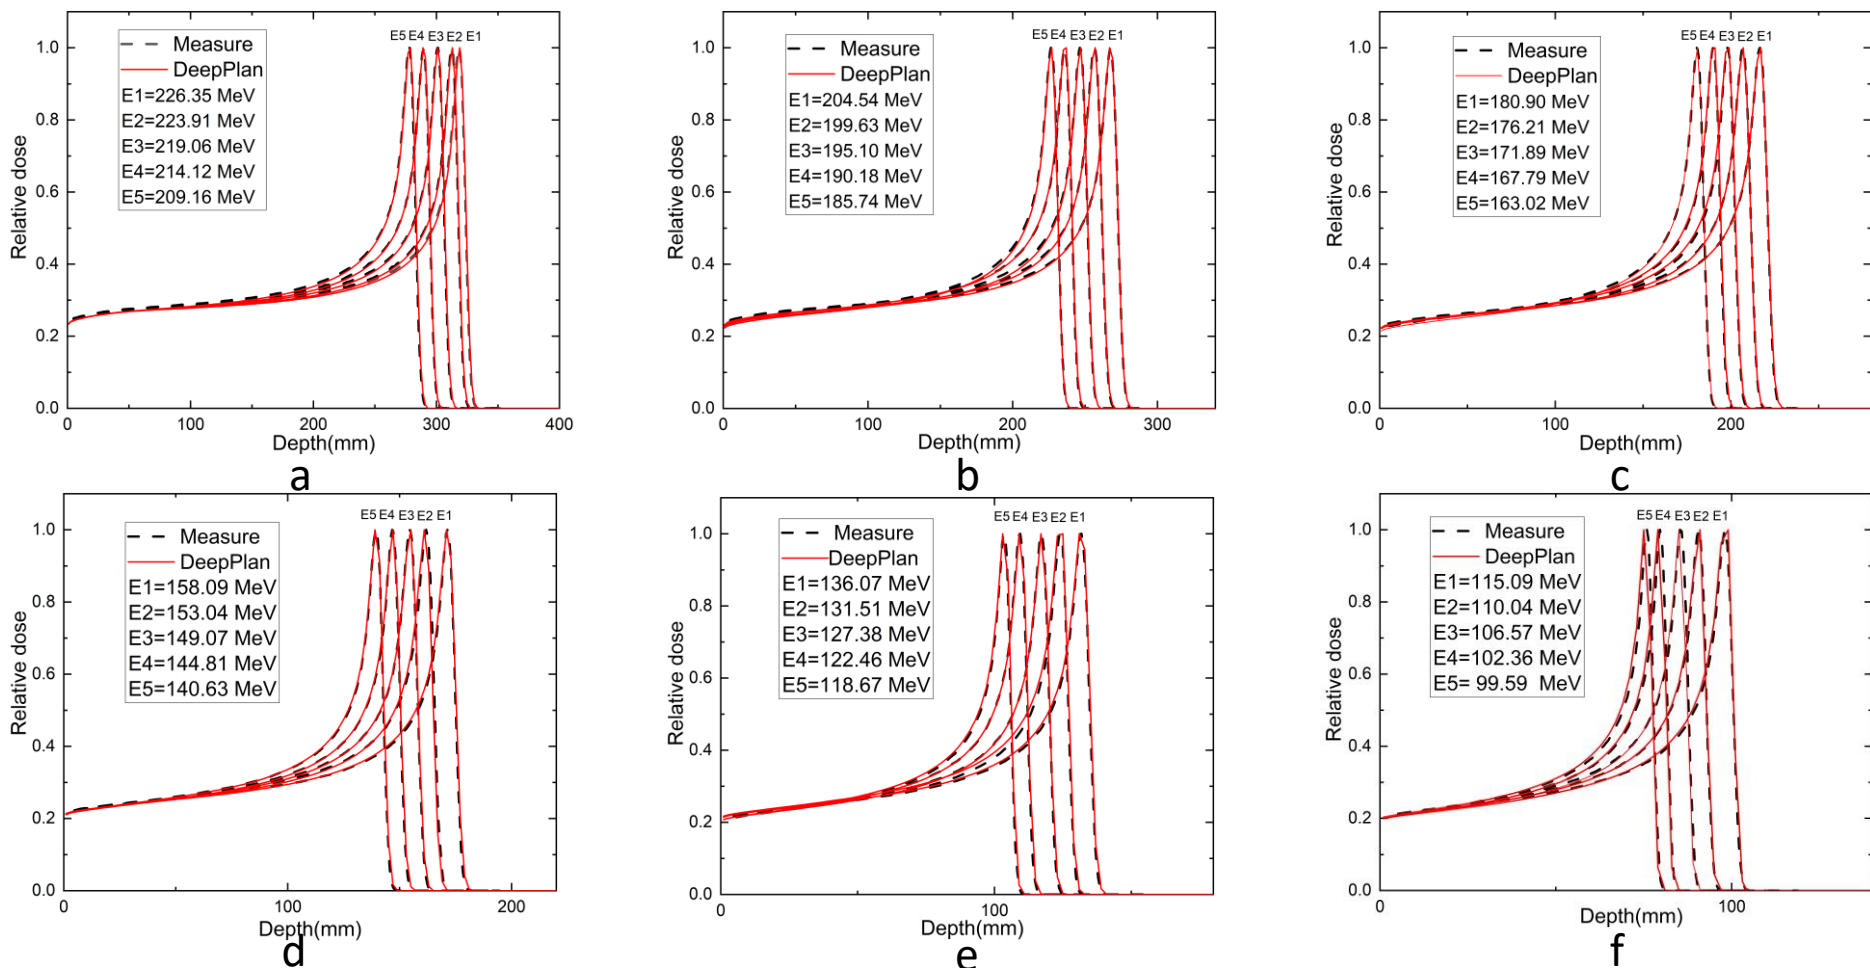 E5 E4 E3 E2 E1
Measure
DeepPlan
E1=226.35 MeV
E2=223.91 MeV
E3=219.06 MeV
E4=214.12 MeV
E5=209.16 MeV
1.0
0.8
0.6
0.4
0.2
0.0
Relative dose
0 100 200 300 400
Depth(mm)
a
E5 E4 E3 E2 E1
Measure
DeepPlan
E1=204.54 MeV
E2=199.63 MeV
E3=195.10 MeV
E4=190.18 MeV
E5=185.74 MeV
1.0
0.8
0.6
0.4
0.2
0.0
Relative dose
0 100 200 300
Depth(mm)
b
E5 E4 E3 E2 E1
Measure
DeepPlan
E1=180.90 MeV
E2=176.21 MeV
E3=171.89 MeV
E4=167.79 MeV
E5=163.02 MeV
1.0
0.8
0.6
0.4
0.2
0.0
Relative dose
0 100 200
Depth(mm)
c
E5 E4 E3 E2 E1
Measure
DeepPlan
E1=158.09 MeV
E2=153.04 MeV
E3=149.07 MeV
E4=144.81 MeV
E5=140.63 MeV
1.0
0.8
0.6
0.4
0.2
0.0
Relative dose
0 100 200
Depth(mm)
d
E5 E4 E3 E2 E1
Measure
DeepPlan
E1=136.07 MeV
E2=131.51 MeV
E3=127.38 MeV
E4=122.46 MeV
E5=118.67 MeV
1.0
0.8
0.6
0.4
0.2
0.0
Relative dose
0 100
Depth(mm)
e
E5 E4 E3 E2 E1
Measure
DeepPlan
E1=115.09 MeV
E2=110.04 MeV
E3=106.57 MeV
E4=102.36 MeV
E5= 99.59 MeV
1.0
0.8
0.6
0.4
0.2
0.0
Relative dose
0 100
Depth(mm)
f